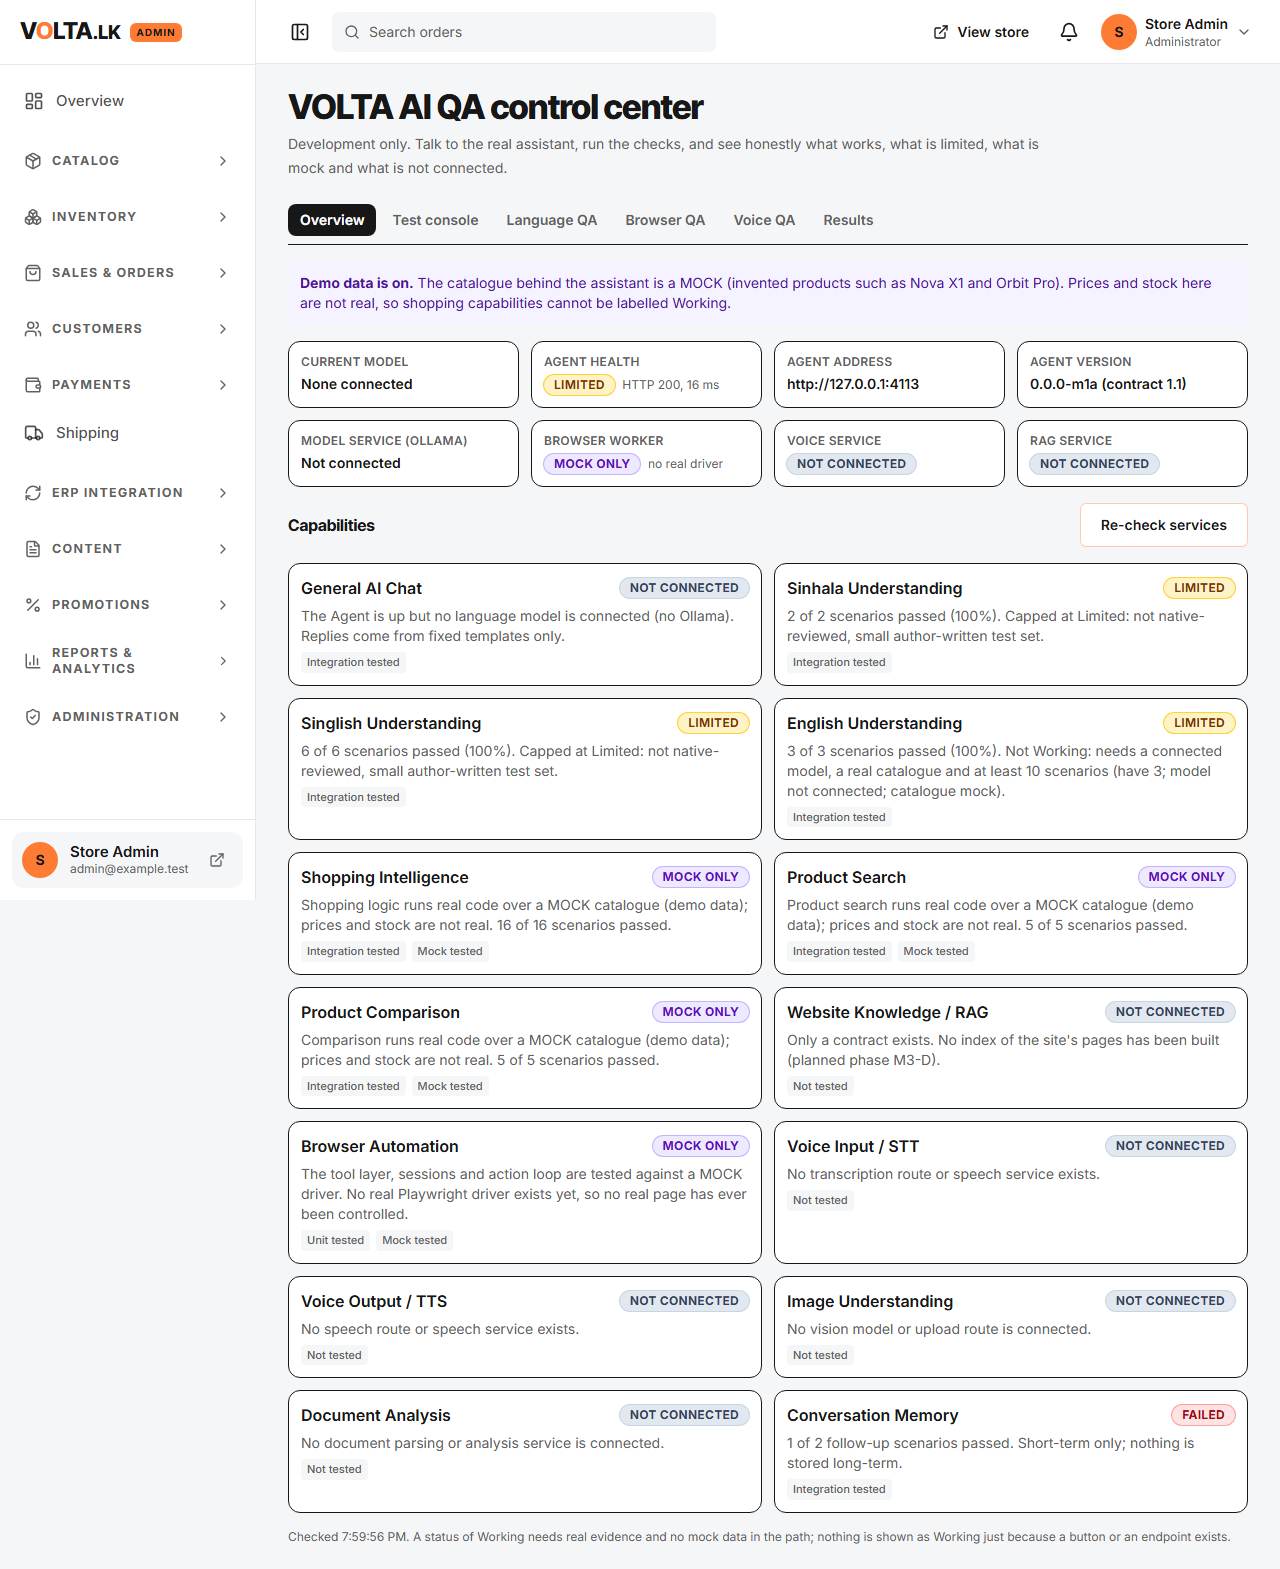 VOLTA.LK ADMIN
Search orders
View store
S
Store Admin
Administrator
Overview
CATALOG
INVENTORY
SALES & ORDERS
CUSTOMERS
PAYMENTS
Shipping
ERP INTEGRATION
CONTENT
PROMOTIONS
REPORTS &
ANALYTICS
ADMINISTRATION
S
Store Admin
admin@example.test
VOLTA AI QA control center
Development only. Talk to the real assistant, run the checks, and see honestly what works, what is limited, what is
mock and what is not connected.
Overview Test console Language QA Browser QA Voice QA Results
Demo data is on. The catalogue behind the assistant is a MOCK (invented products such as Nova X1 and Orbit Pro). Prices and stock here
are not real, so shopping capabilities cannot be labelled Working.
CURRENT MODEL
None connected
AGENT HEALTH
LIMITED HTTP 200, 16 ms
AGENT ADDRESS
http://127.0.0.1:4113
AGENT VERSION
0.0.0-m1a (contract 1.1)
MODEL SERVICE (OLLAMA)
Not connected
BROWSER WORKER
MOCK ONLY no real driver
VOICE SERVICE
NOT CONNECTED
RAG SERVICE
NOT CONNECTED
Capabilities
Re-check services
General AI Chat NOT CONNECTED
The Agent is up but no language model is connected (no Ollama).
Replies come from fixed templates only.
Integration tested
Sinhala Understanding LIMITED
2 of 2 scenarios passed (100%). Capped at Limited: not native-
reviewed, small author-written test set.
Integration tested
Singlish Understanding LIMITED
6 of 6 scenarios passed (100%). Capped at Limited: not native-
reviewed, small author-written test set.
Integration tested
English Understanding LIMITED
3 of 3 scenarios passed (100%). Not Working: needs a connected
model, a real catalogue and at least 10 scenarios (have 3; model
not connected; catalogue mock).
Integration tested
Shopping Intelligence MOCK ONLY
Shopping logic runs real code over a MOCK catalogue (demo data);
prices and stock are not real. 16 of 16 scenarios passed.
Integration tested Mock tested
Product Search MOCK ONLY
Product search runs real code over a MOCK catalogue (demo
data); prices and stock are not real. 5 of 5 scenarios passed.
Integration tested Mock tested
Product Comparison MOCK ONLY
Comparison runs real code over a MOCK catalogue (demo data);
prices and stock are not real. 5 of 5 scenarios passed.
Integration tested Mock tested
Website Knowledge / RAG NOT CONNECTED
Only a contract exists. No index of the site's pages has been built
(planned phase M3-D).
Not tested
Browser Automation MOCK ONLY
The tool layer, sessions and action loop are tested against a MOCK
driver. No real Playwright driver exists yet, so no real page has ever
been controlled.
Unit tested Mock tested
Voice Input / STT NOT CONNECTED
No transcription route or speech service exists.
Not tested
Voice Output / TTS NOT CONNECTED
No speech route or speech service exists.
Not tested
Image Understanding NOT CONNECTED
No vision model or upload route is connected.
Not tested
Document Analysis NOT CONNECTED
No document parsing or analysis service is connected.
Not tested
Conversation Memory FAILED
1 of 2 follow-up scenarios passed. Short-term only; nothing is
stored long-term.
Integration tested
Checked 7:59:56 PM. A status of Working needs real evidence and no mock data in the path; nothing is shown as Working just because a button or an endpoint exists.